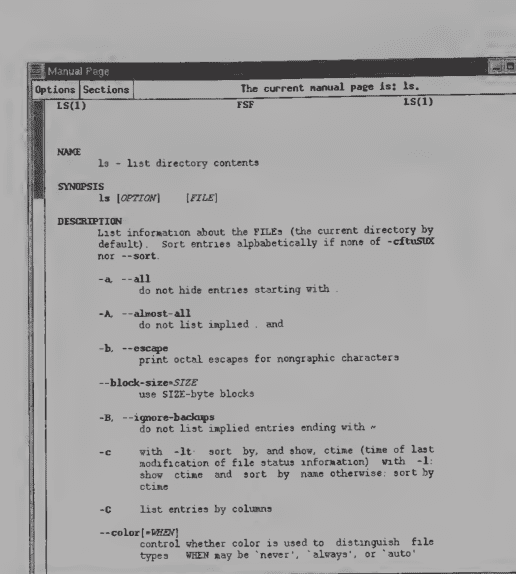 Manual Page
Options Sections The current manual page is: ls.
LS(1) FSF LS(1)
NAME
ls - list directory contents
SYNOPSIS
ls [OPTION] [FILE]
DESCRIPTION
List information about the FILEs (the current directory by
default). Sort entries alphabetically if none of -cftuSUX
nor --sort.
-a, --all
do not hide entries starting with .
-A, --almost-all
do not list implied . and
-b, --escape
print octal escapes for nongraphic characters
--block-size=SIZE
use SIZE-byte blocks
-B, --ignore-backups
do not list implied entries ending with ~
-c with -lt: sort by, and show, ctime (time of last
modification of file status information) with -l:
show ctime and sort by name otherwise: sort by
ctime
-C list entries by columns
--color[=WHEN]
control whether color is used to distinguish file
types WHEN may be `never', `always', or `auto'